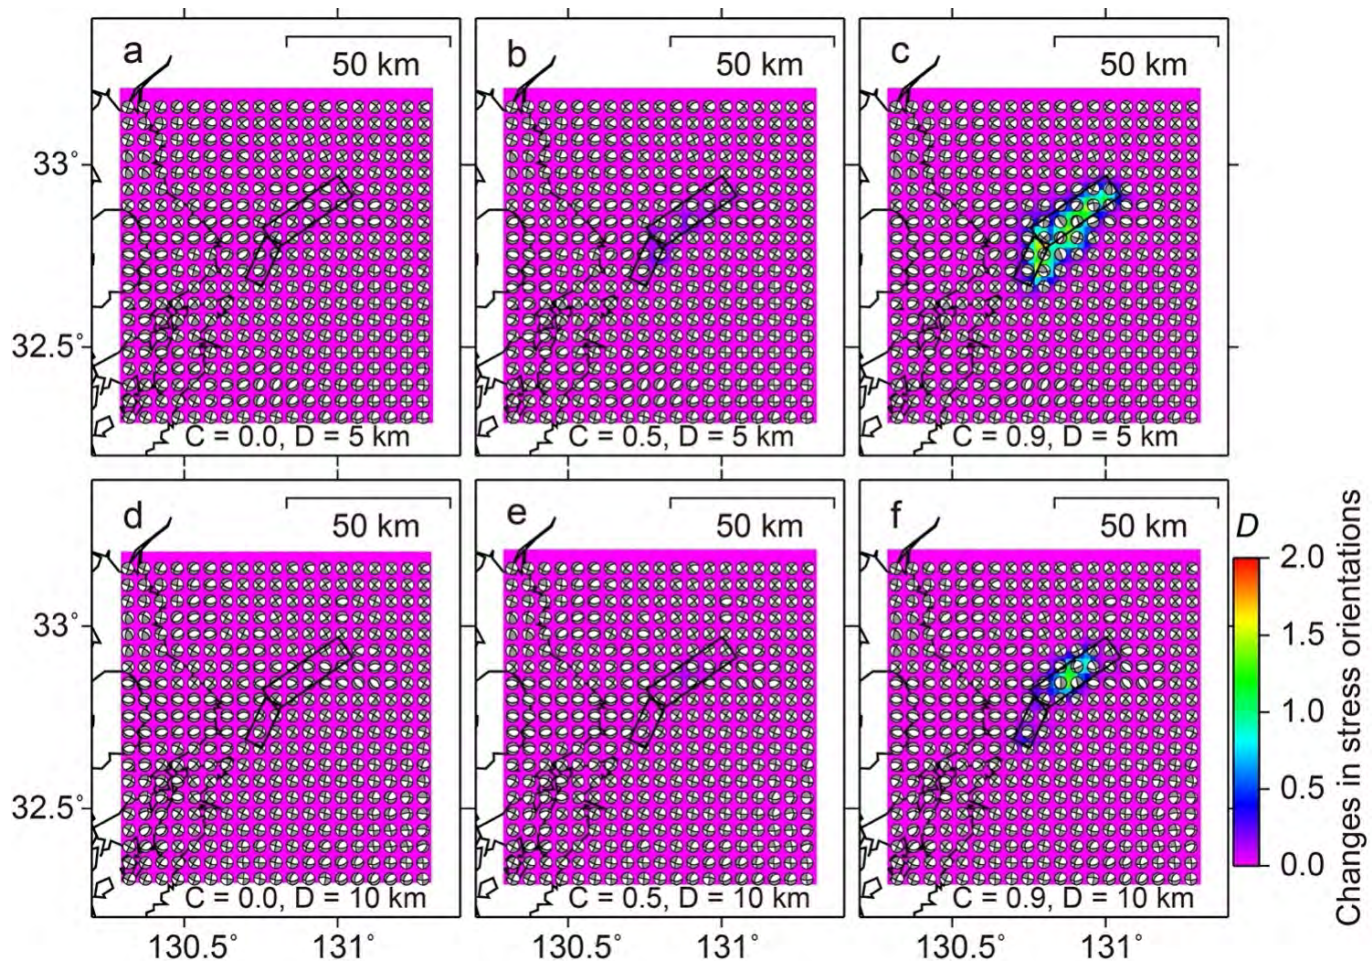 a
50 km
b
50 km
c
50 km
33°
32.5°
C = 0.0, D = 5 km
C = 0.5, D = 5 km
C = 0.9, D = 5 km
d
50 km
e
50 km
f
50 km
33°
32.5°
C = 0.0, D = 10 km
C = 0.5, D = 10 km
C = 0.9, D = 10 km
130.5°
131°
130.5°
131°
130.5°
131°
D
2.0
1.5
1.0
0.5
0.0
Changes in stress orientations